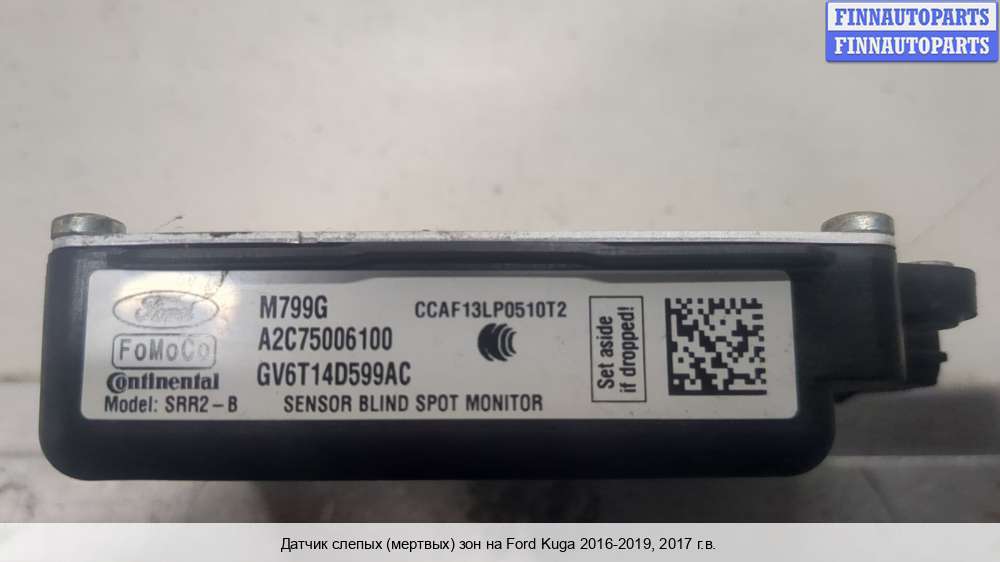 FINNAUTOPARTS
FINNAUTOPARTS
Ford
FoMoCo
Continental
Model: SRR2-B
M799G
A2C75006100
GV6T14D599AC
SENSOR BLIND SPOT MONITOR
CCAF13LP0510T2
Set aside
if dropped!
Датчик слепых (мертвых) зон на Ford Kuga 2016-2019, 2017 г.в.